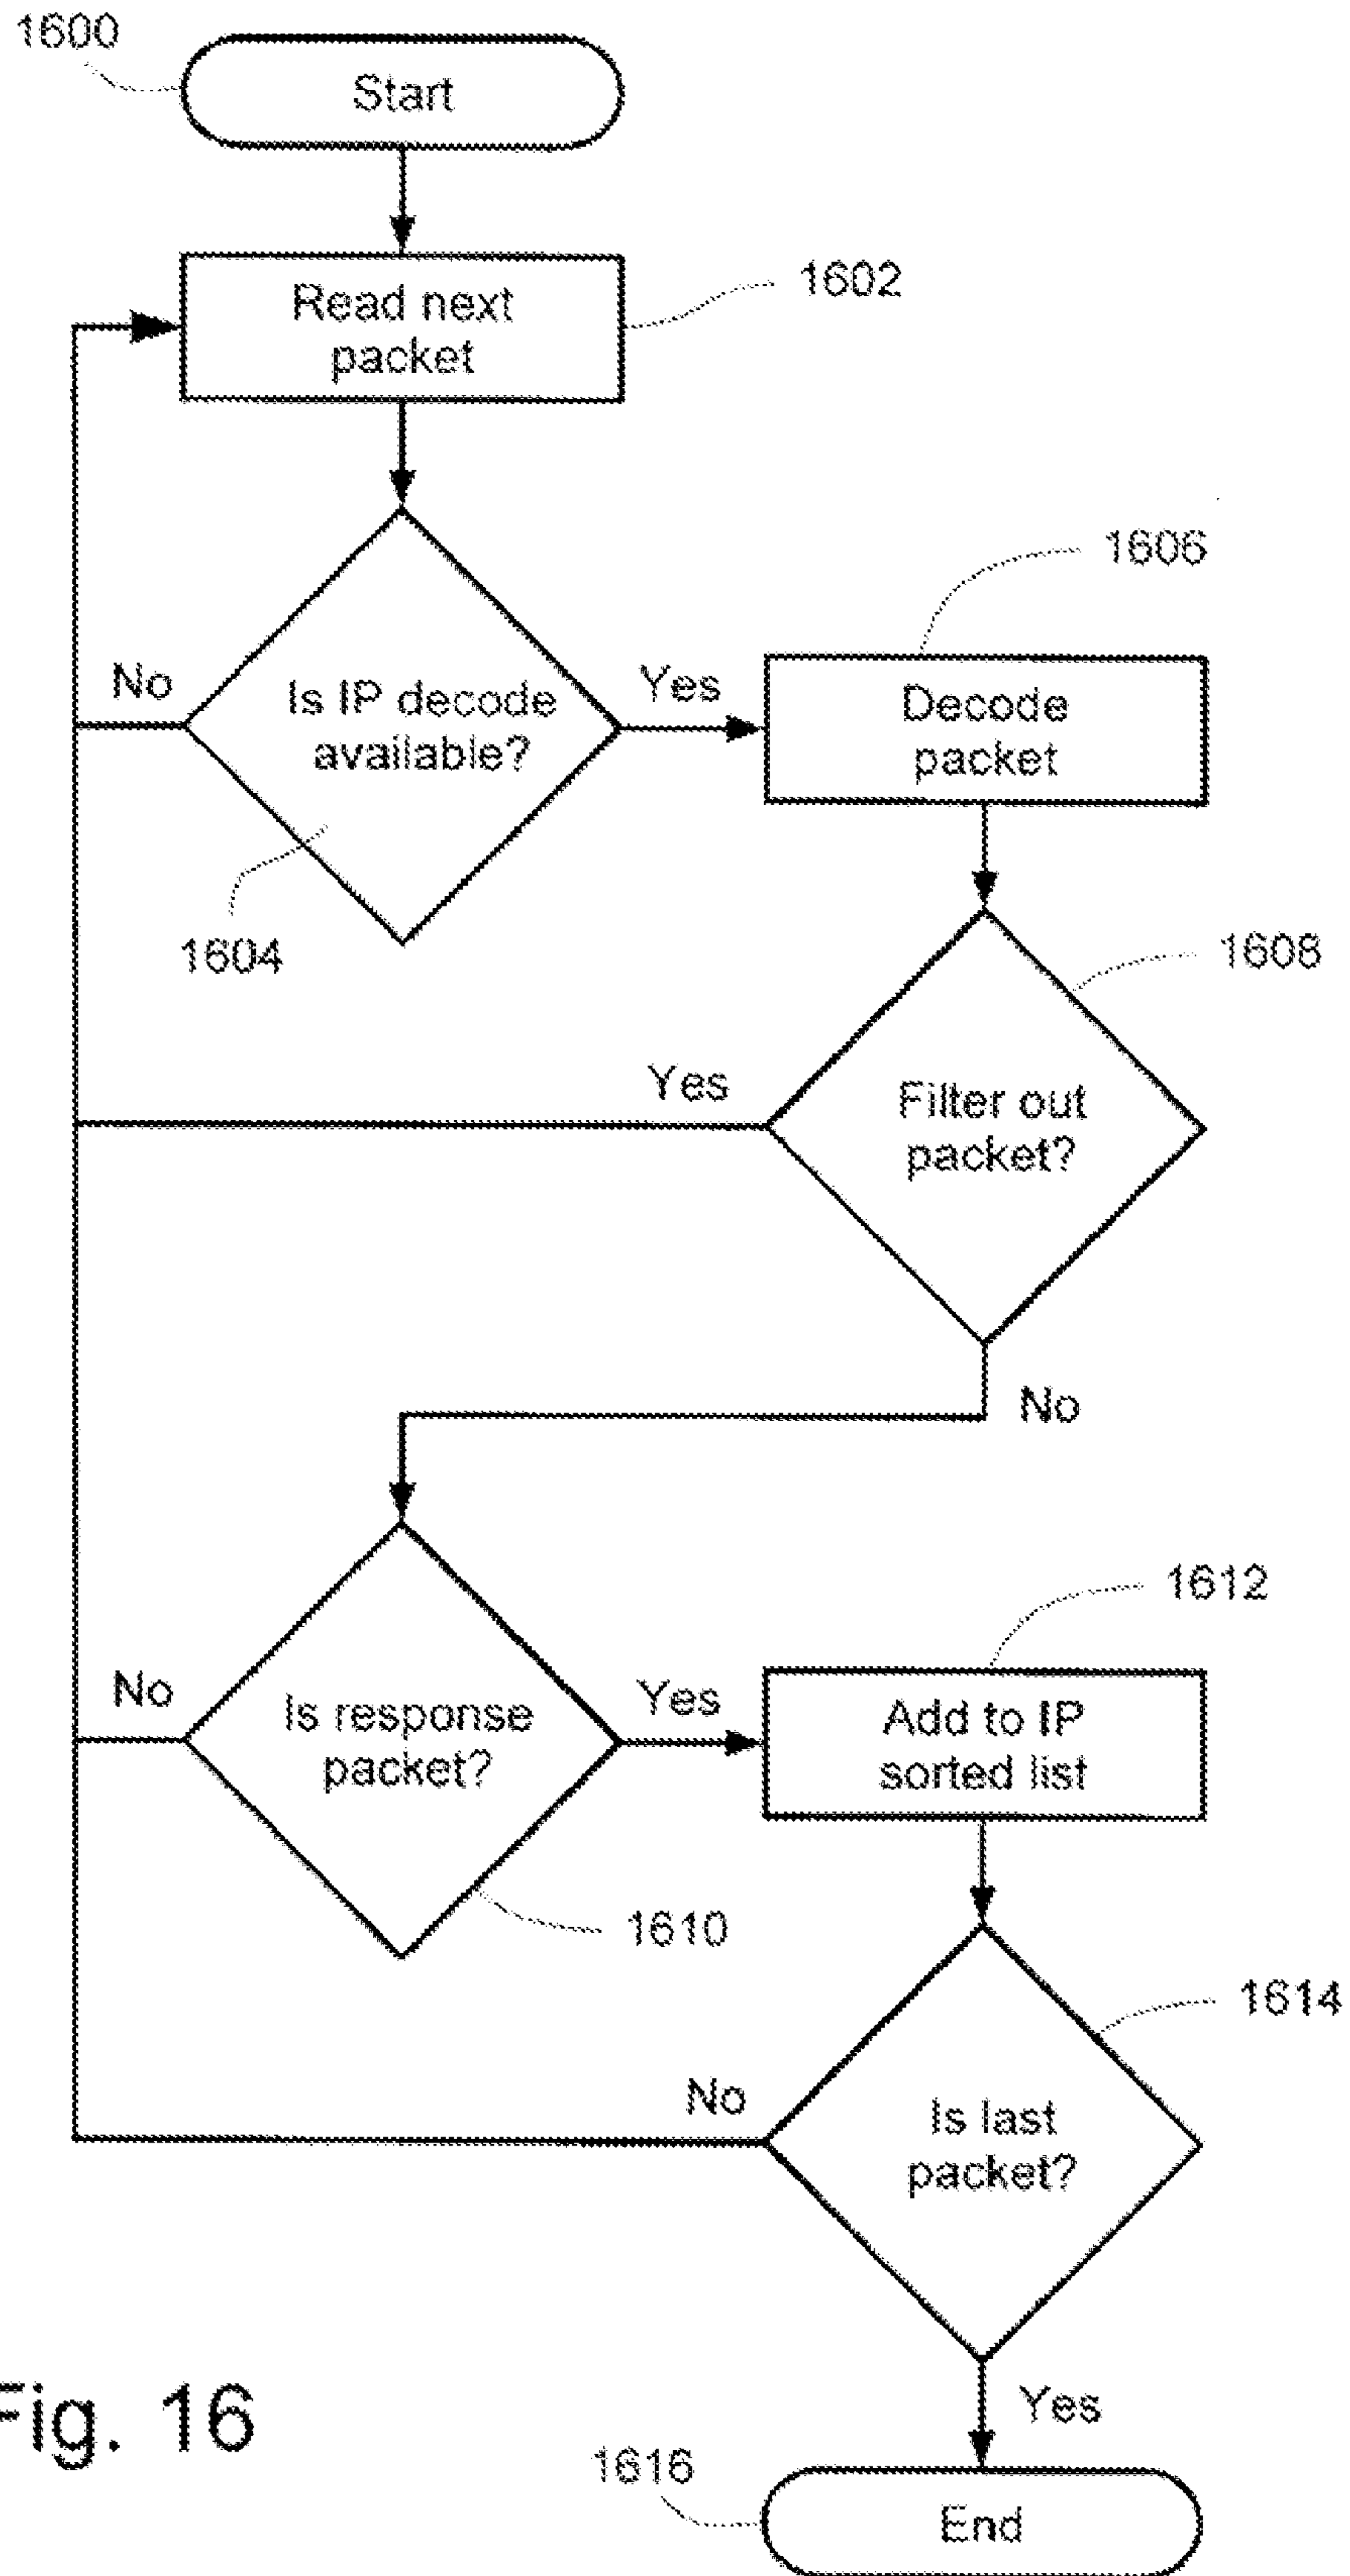 1600
Start
1602
Read next
packet
1606
No
Is IP decode
available?
Yes
Decode
packet
1604
1608
Yes
Filter out
packet?
No
1612
No
Is response
packet?
Yes
Add to IP
sorted list
1610
1614
No
Is last
packet?
Yes
Fig. 16
1616
End